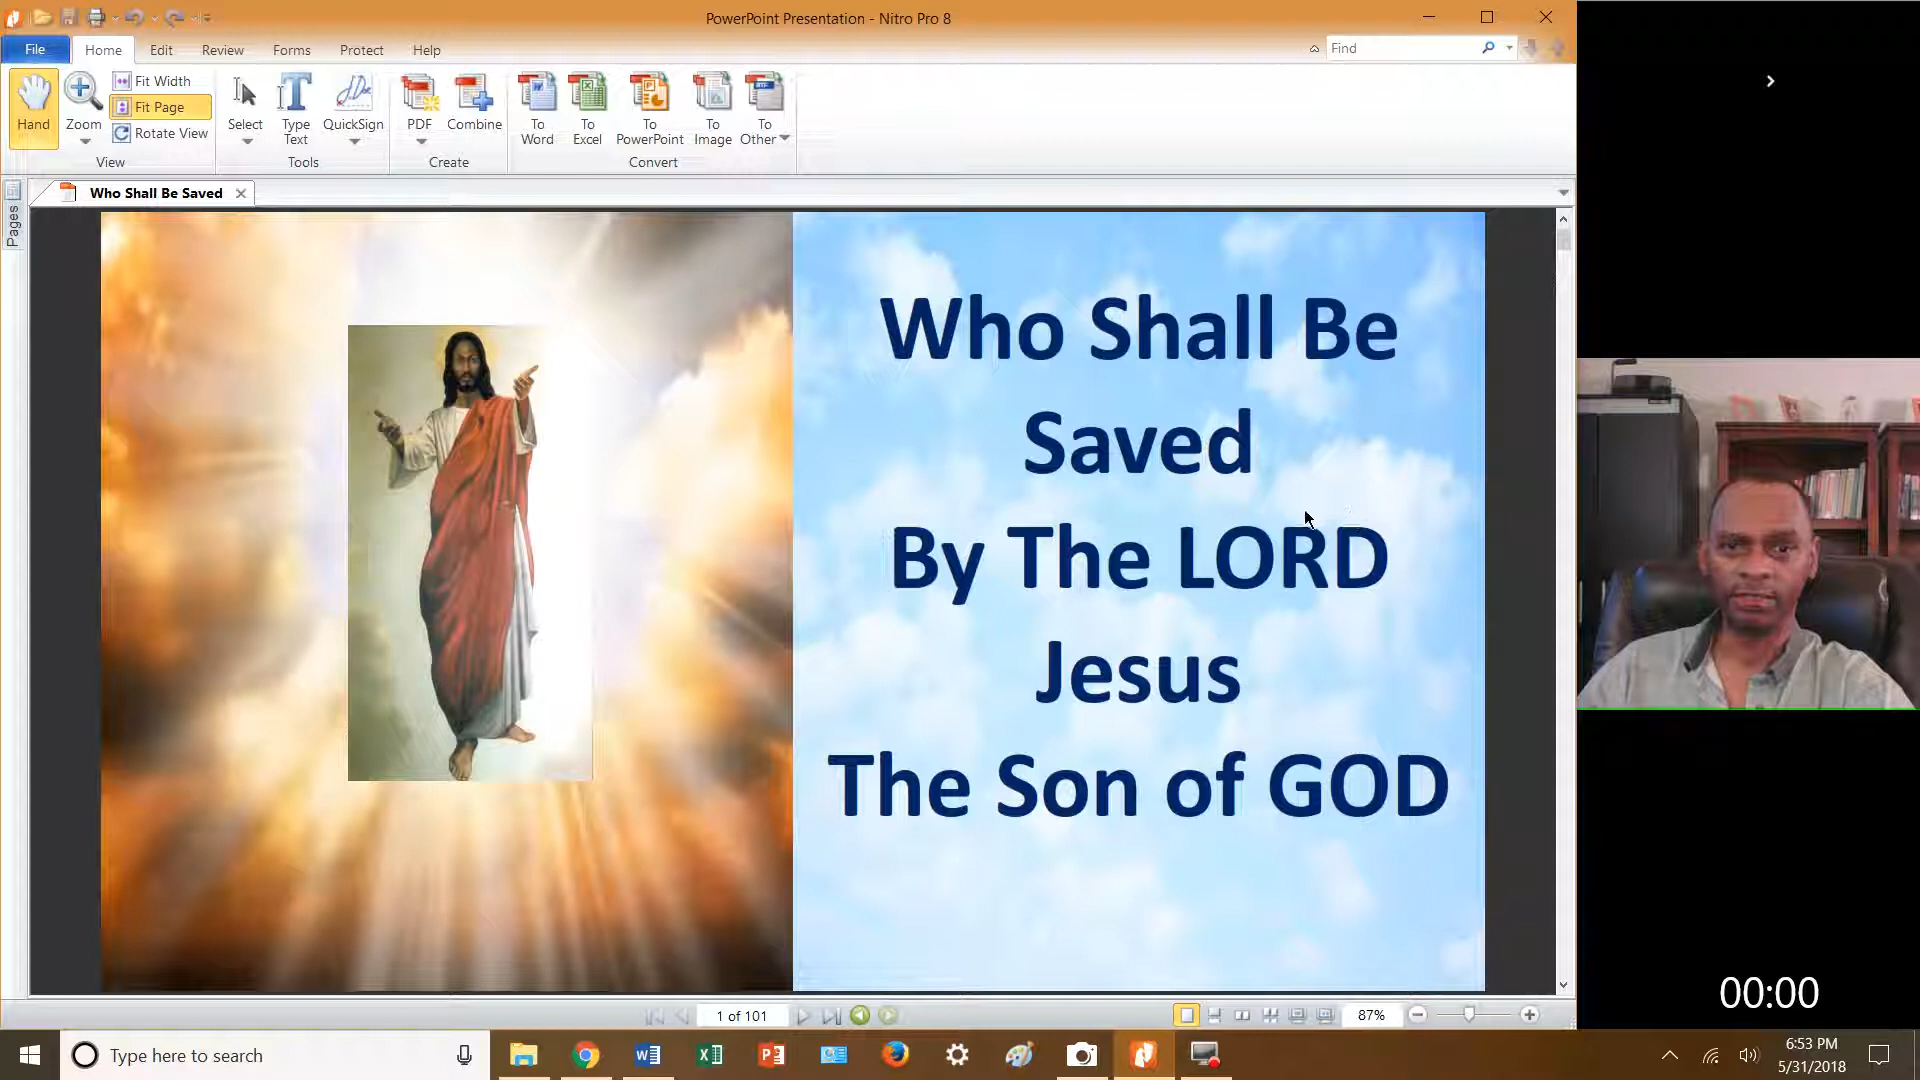 PowerPoint Presentation - Nitro Pro 8
File
Home
Edit
Review
Forms
Protect
Help
Find
Hand
Zoom
Fit Width
Fit Page
Rotate View
View
Select
Type
Text
QuickSign
Tools
PDF
Combine
Create
To
Word
To
Excel
To
PowerPoint
To
Image
To
Other
Convert
Pages
Who Shall Be Saved
Who Shall Be
Saved
By The LORD
Jesus
The Son of GOD
00:00
1 of 101
87%
Type here to search
6:53 PM
5/31/2018